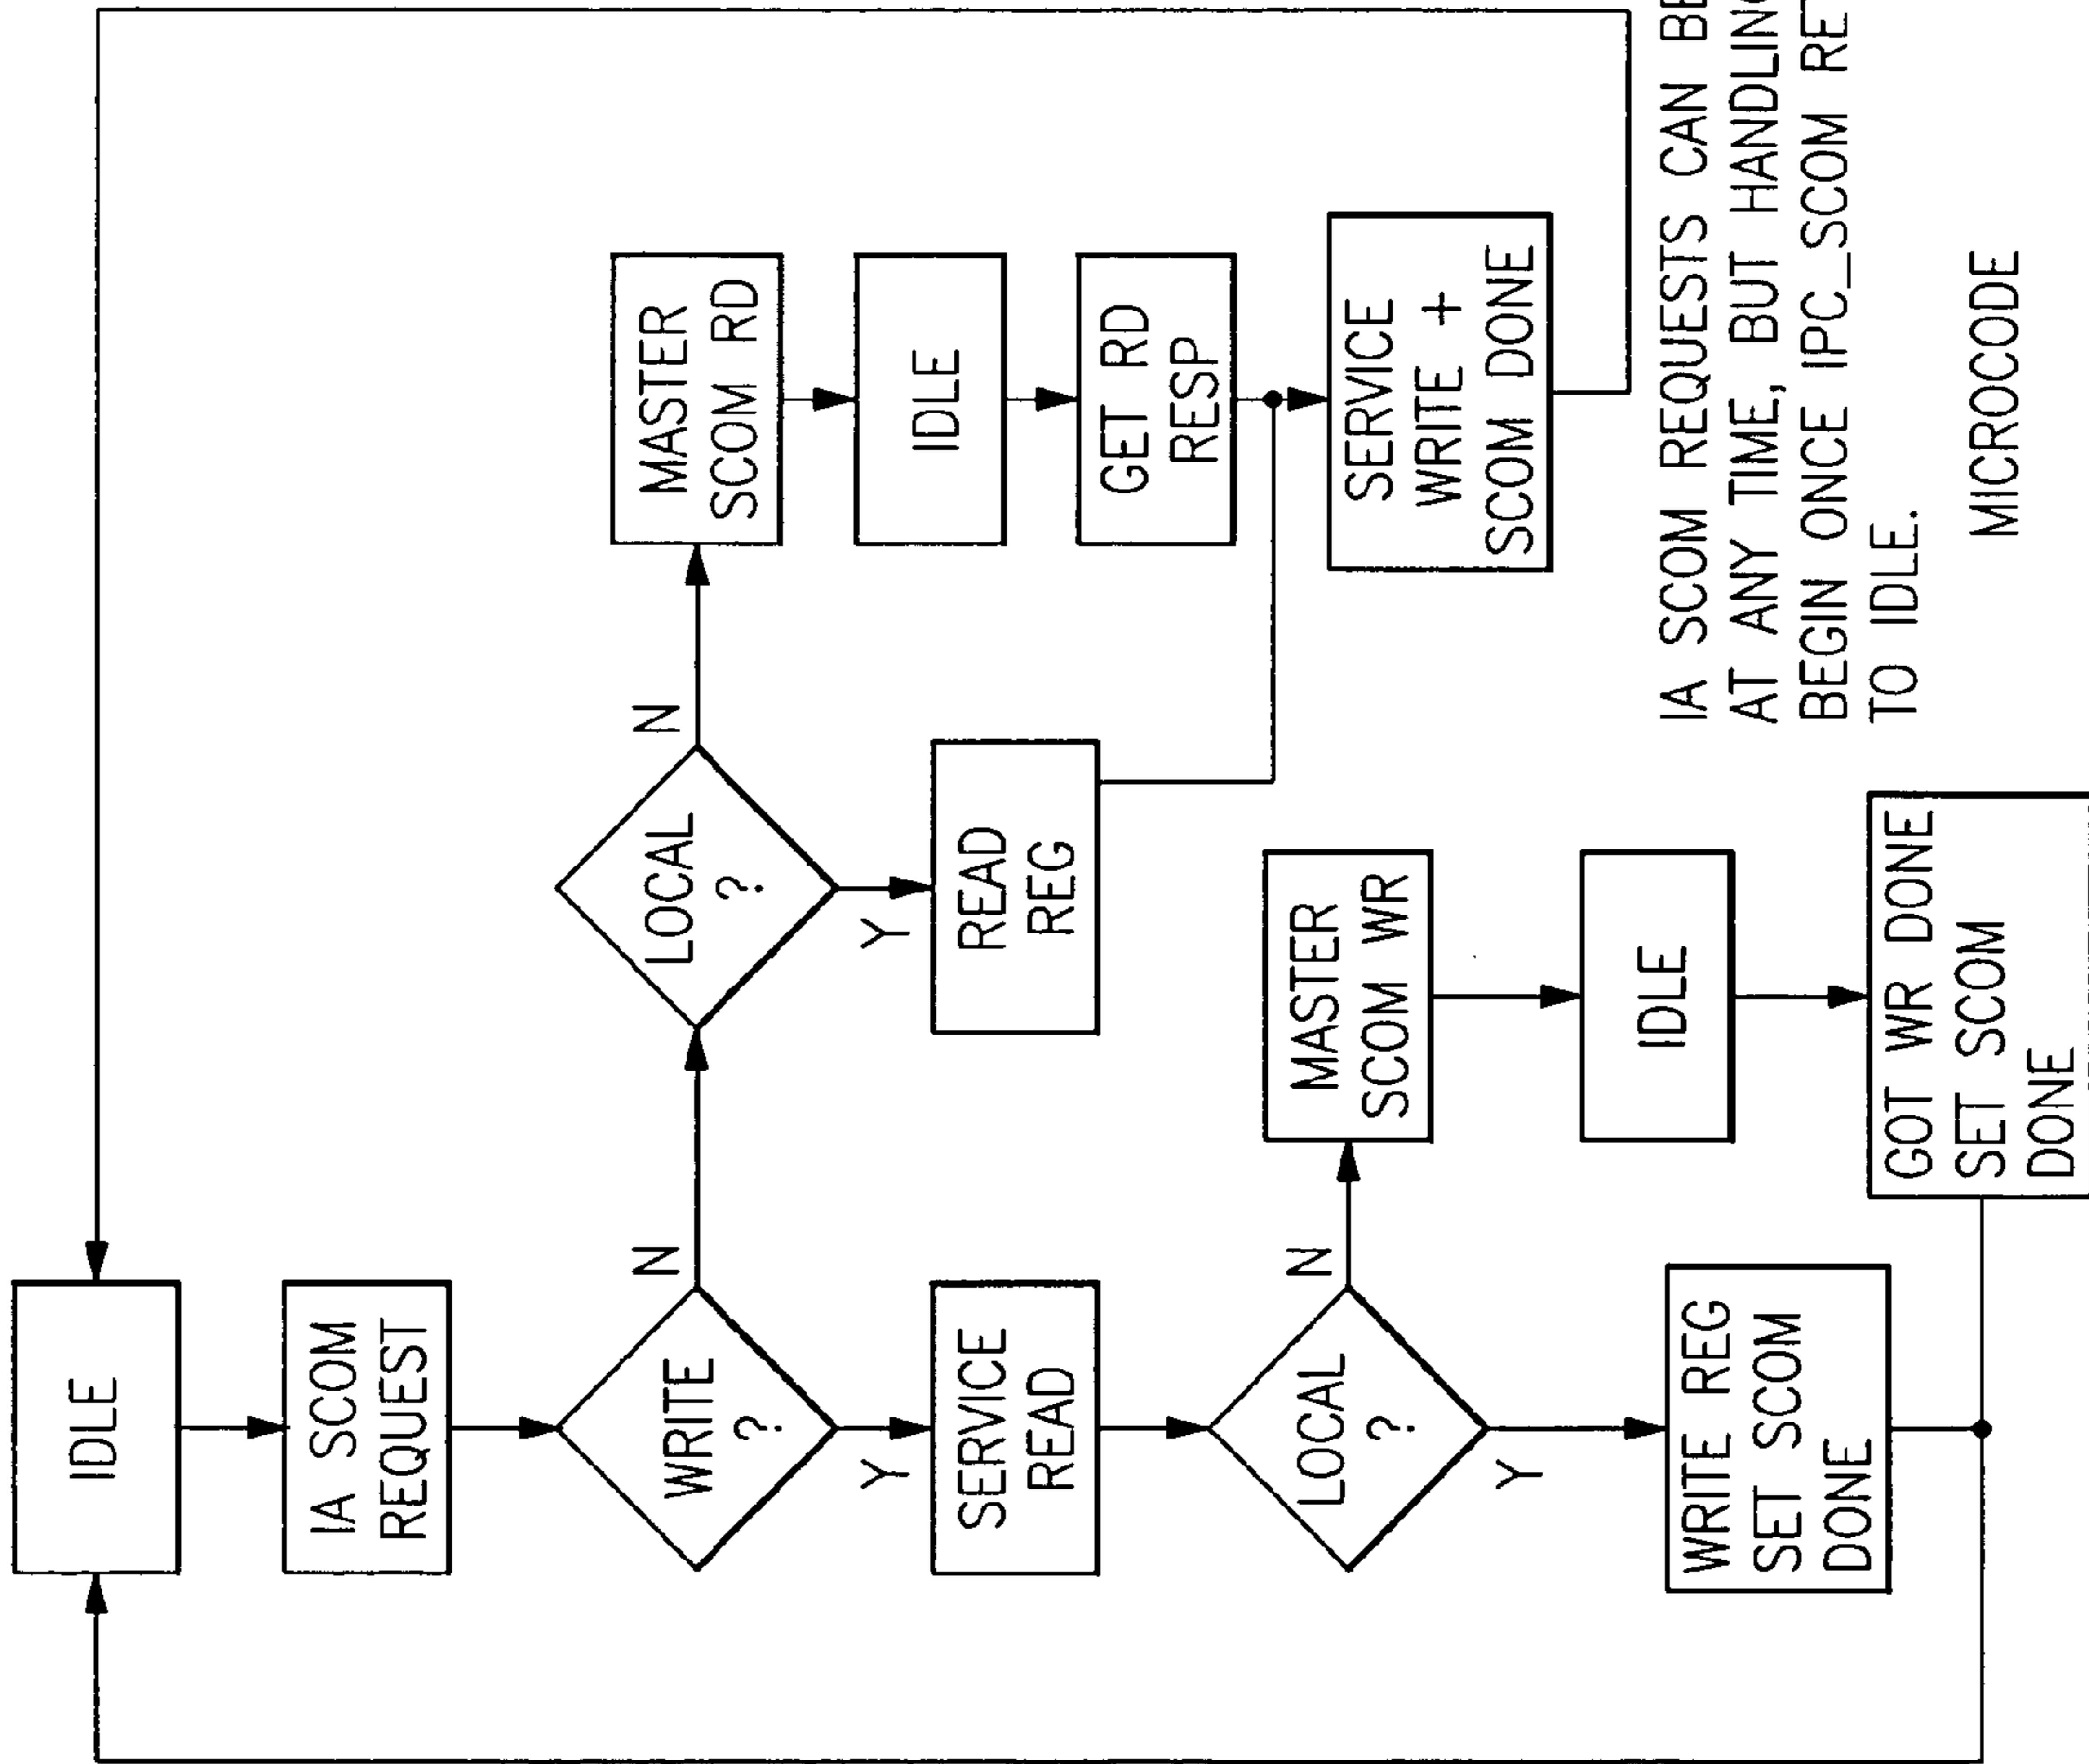 IDLE
IA SCOM
REQUEST
WRITE
?
N
Y
LOCAL
?
N
Y
MASTER
SCOM RD
IDLE
GET RD
RESP
READ
REG
SERVICE
WRITE +
SCOM DONE
SERVICE
READ
LOCAL
?
N
Y
MASTER
SCOM WR
IDLE
GOT WR DONE
SET SCOM
DONE
WRITE REG
SET SCOM
DONE
IA SCOM REQUESTS CAN BE
AT ANY TIME, BUT HANDLING
BEGIN ONCE IPC_SCOM
TO IDLE.
MICROCODE